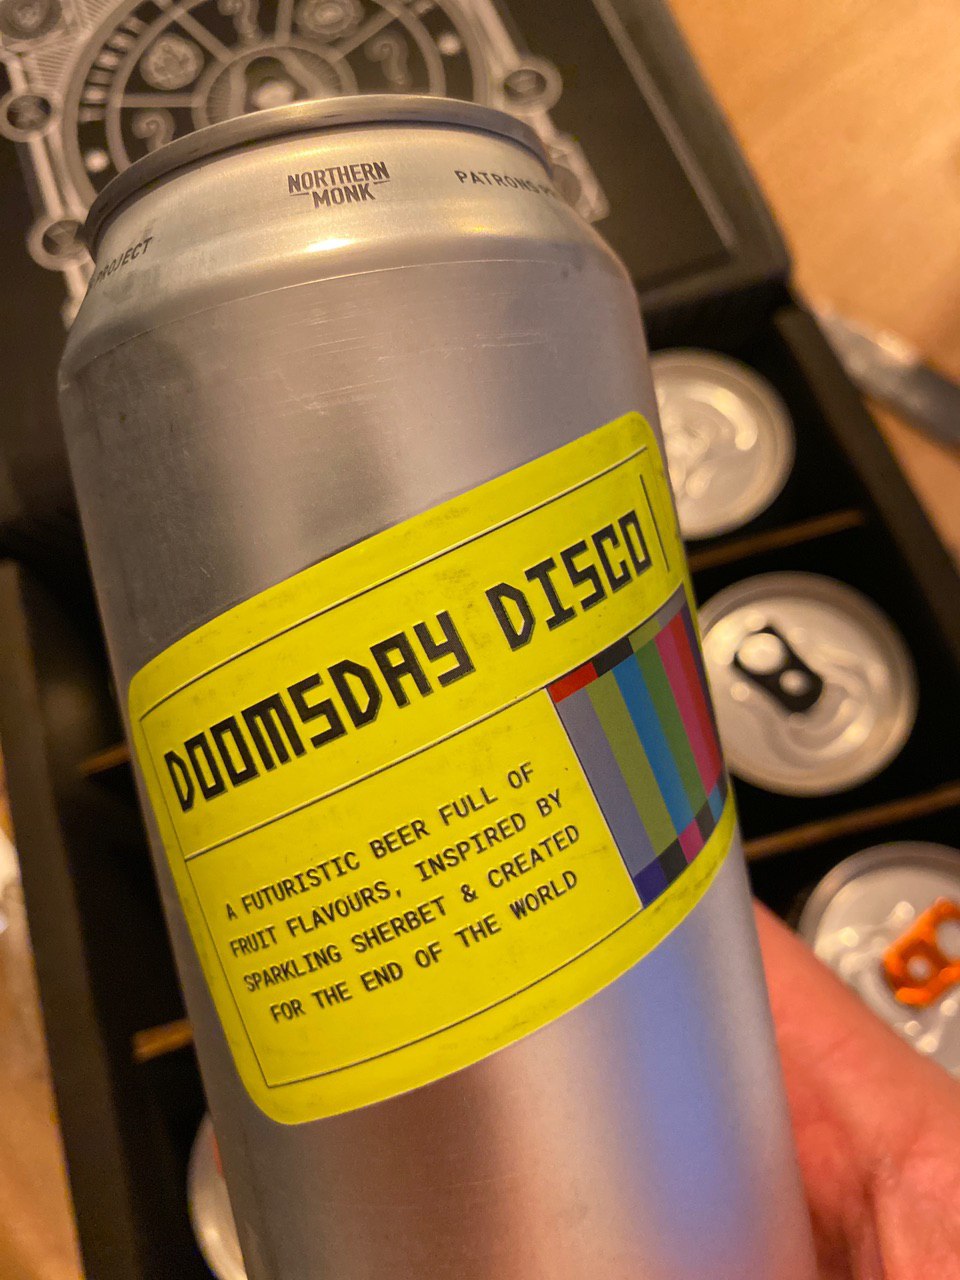 NORTHERN
MONK
PATRONS
PROJECT
DOOMSDAY DISCO
A FUTURISTIC BEER FULL OF
FRUIT FLAVOURS, INSPIRED BY
SPARKLING SHERBET & CREATED
FOR THE END OF THE WORLD